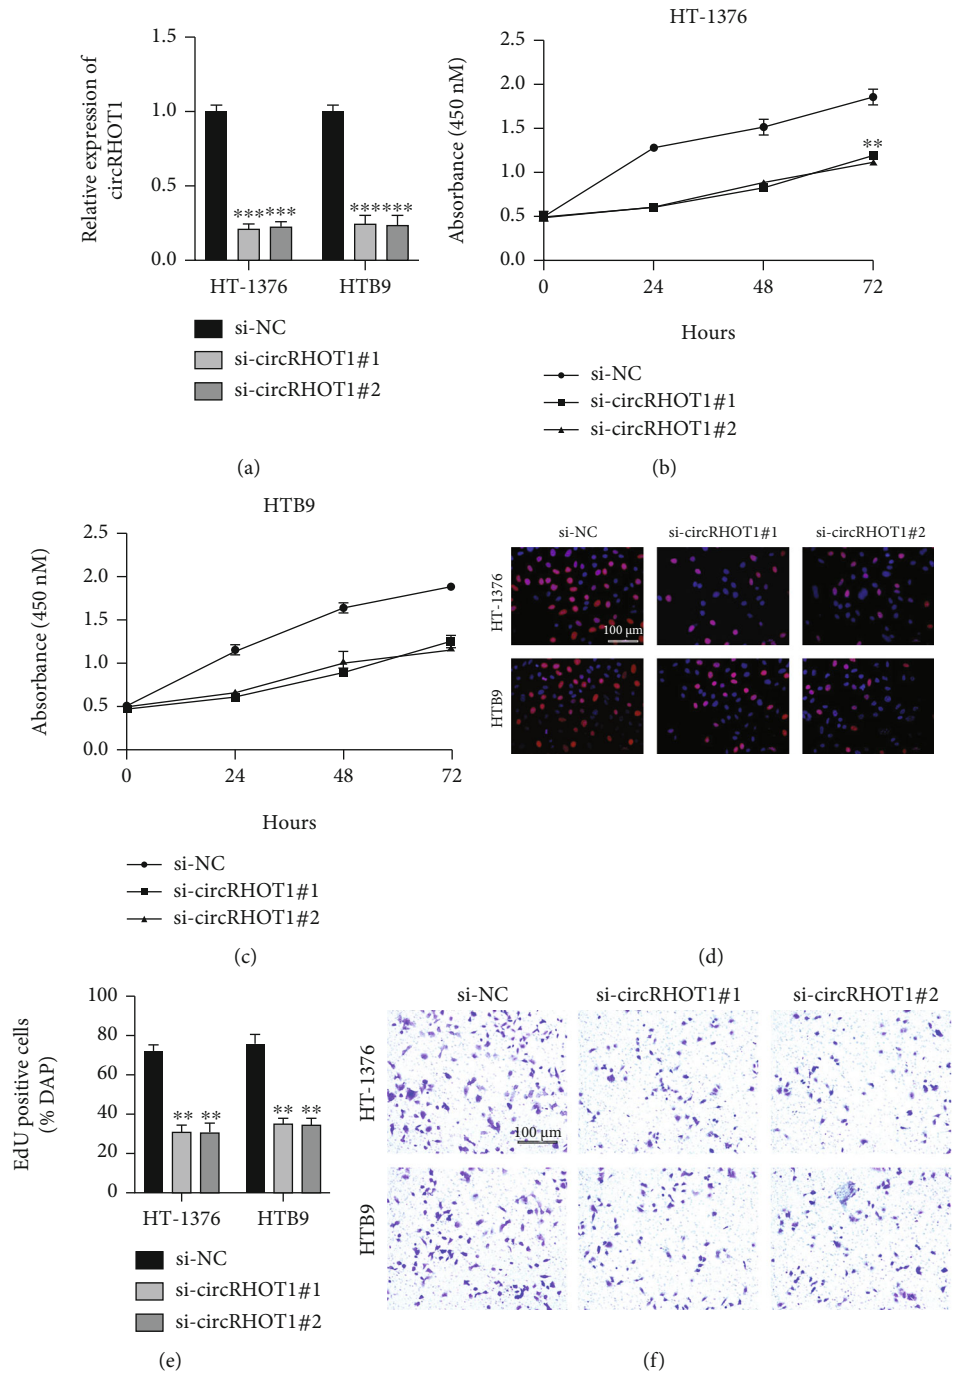 1.5
1.0
0.5
0.0
Relative expression of
circRHOT1
******
******
HT-1376
HTB9
si-NC
si-circRHOT1#1
si-circRHOT1#2
(a)
HT-1376
2.5
2.0
1.5
1.0
0.5
0.0
Absorbance (450 nM)
**
0
24
48
72
Hours
si-NC
si-circRHOT1#1
si-circRHOT1#2
(b)
HTB9
2.5
2.0
1.5
1.0
0.5
0.0
Absorbance (450 nM)
0
24
48
72
Hours
si-NC
si-circRHOT1#1
si-circRHOT1#2
(c)
si-NC
si-circRHOT1#1
si-circRHOT1#2
HT-1376
100 μm
HTB9
(d)
100
80
60
40
20
0
EdU positive cells
(% DAP)
** **
** **
HT-1376
HTB9
si-NC
si-circRHOT1#1
si-circRHOT1#2
(e)
si-NC
si-circRHOT1#1
si-circRHOT1#2
HT-1376
100 μm
HTB9
(f)